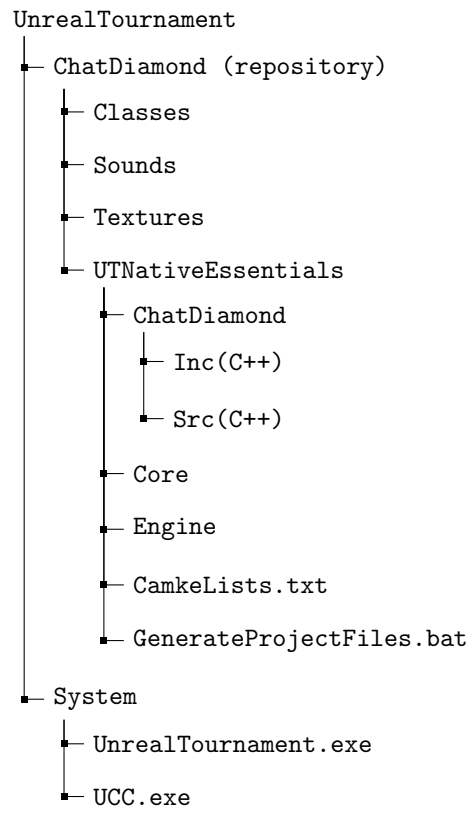 UnrealTournament
ChatDiamond (repository)
Classes
Sounds
Textures
UTNativeEssentials
ChatDiamond
Inc(C++)
Src(C++)
Core
Engine
CamkeLists.txt
GenerateProjectFiles.bat
System
UnrealTournament.exe
UCC.exe